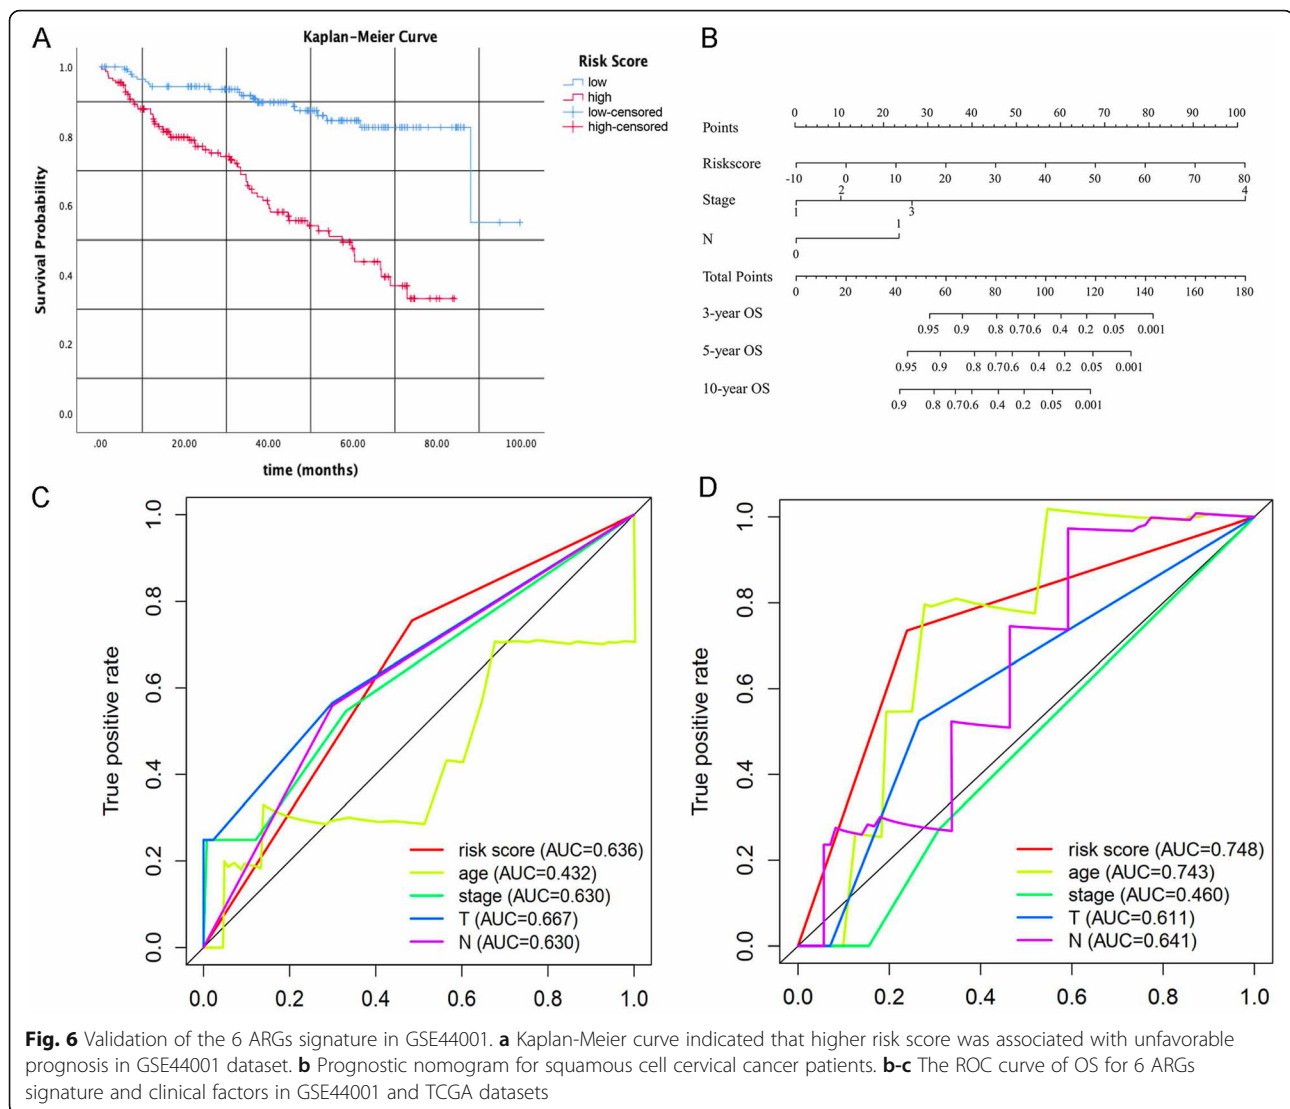 A
Kaplan-Meier Curve
Survival Probability
1.0
0.8
0.6
0.4
0.2
0.0
.00 20.00 40.00 60.00 80.00 100.00
time (months)
Risk Score
low
high
low-censored
high-censored
B
Points
0 5 10 15 20 25 30 35 40 45 50 55 60 65 70 75 80 85 90 95 100
Riskscore
-10 0 10 20 30 40 50 60 70 80
Stage
1 2 3 4
N
0 1
Total Points
0 20 40 60 80 100 120 140 160 180
3-year OS
0.95 0.9 0.8 0.70.6 0.4 0.2 0.05 0.001
5-year OS
0.95 0.9 0.8 0.70.6 0.4 0.2 0.05 0.001
10-year OS
0.9 0.8 0.70.6 0.4 0.2 0.05 0.001
C
True positive rate
1.0
0.8
0.6
0.4
0.2
0.0
risk score (AUC=0.636)
age (AUC=0.432)
stage (AUC=0.630)
T (AUC=0.667)
N (AUC=0.630)
0.0 0.2 0.4 0.6 0.8 1.0
D
True positive rate
1.0
0.8
0.6
0.4
0.2
0.0
risk score (AUC=0.748)
age (AUC=0.743)
stage (AUC=0.460)
T (AUC=0.611)
N (AUC=0.641)
0.0 0.2 0.4 0.6 0.8 1.0
Fig. 6 Validation of the 6 ARGs signature in GSE44001. a Kaplan-Meier curve indicated that higher risk score was associated with unfavorable
prognosis in GSE44001 dataset. b Prognostic nomogram for squamous cell cervical cancer patients. b-c The ROC curve of OS for 6 ARGs
signature and clinical factors in GSE44001 and TCGA datasets